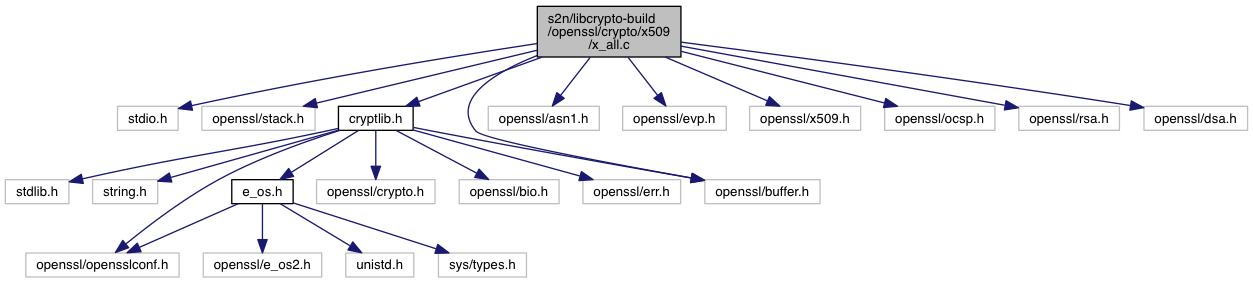 s2n/libcrypto-build
/openssl/crypto/x509
/x_all.c
stdio.h
openssl/stack.h
cryptlib.h
openssl/asn1.h
openssl/evp.h
openssl/x509.h
openssl/ocsp.h
openssl/rsa.h
openssl/dsa.h
stdlib.h
string.h
e_os.h
openssl/crypto.h
openssl/bio.h
openssl/err.h
openssl/buffer.h
openssl/opensslconf.h
openssl/e_os2.h
unistd.h
sys/types.h